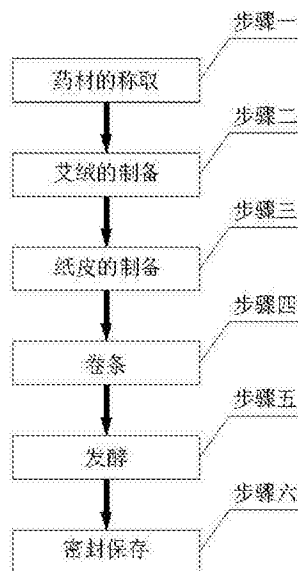 步骤一
药材的称取
步骤二
艾绒的制备
步骤三
纸皮的制备
步骤四
卷条
步骤五
发酵
步骤六
密封保存